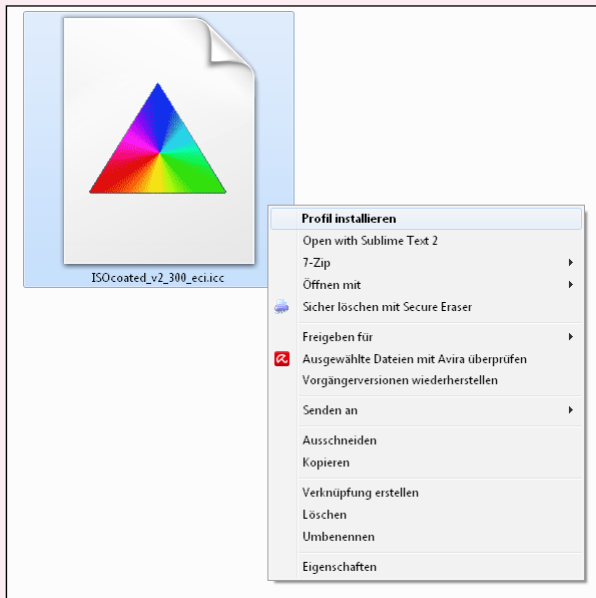 ISOcoated_v2_300_eci.icc
Profil installieren
Open with Sublime Text 2
7-Zip
Öffnen mit
Sicher löschen mit Secure Eraser
Freigeben für
Ausgewählte Dateien mit Avira überprüfen
Vorgängerversionen wiederherstellen
Senden an
Ausschneiden
Kopieren
Verknüpfung erstellen
Löschen
Umbenennen
Eigenschaften